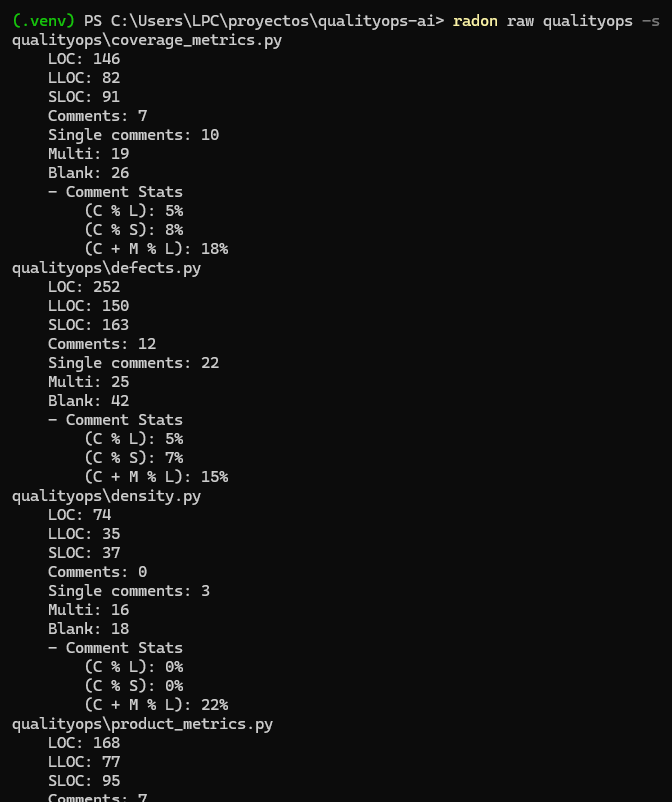 (.venv) PS C:\Users\LPC\proyectos\qualityops-ai> radon raw qualityops -s
qualityops\coverage_metrics.py
LOC: 146
LLOC: 82
SLOC: 91
Comments: 7
Single comments: 10
Multi: 19
Blank: 26
- Comment Stats
(C % L): 5%
(C % S): 8%
(C + M % L): 18%
qualityops\defects.py
LOC: 252
LLOC: 150
SLOC: 163
Comments: 12
Single comments: 22
Multi: 25
Blank: 42
- Comment Stats
(C % L): 5%
(C % S): 7%
(C + M % L): 15%
qualityops\density.py
LOC: 74
LLOC: 35
SLOC: 37
Comments: 0
Single comments: 3
Multi: 16
Blank: 18
- Comment Stats
(C % L): 0%
(C % S): 0%
(C + M % L): 22%
qualityops\product_metrics.py
LOC: 168
LLOC: 77
SLOC: 95
Comments: 7